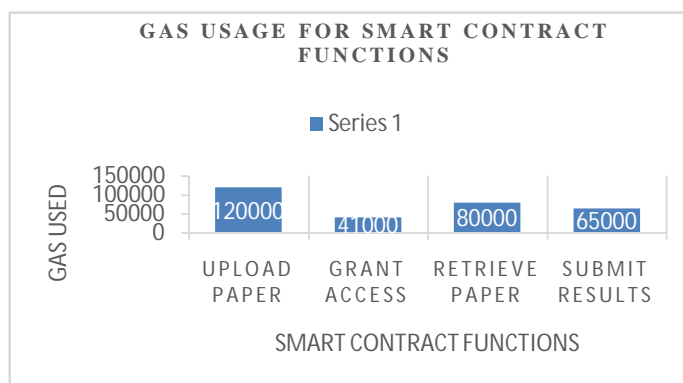 GAS USAGE FOR SMART CONTRACT
FUNCTIONS
Series 1
150000
100000
50000
0
GAS USED
120000
41000
80000
65000
UPLOAD PAPER
GRANT ACCESS
RETRIEVE PAPER
SUBMIT RESULTS
SMART CONTRACT FUNCTIONS